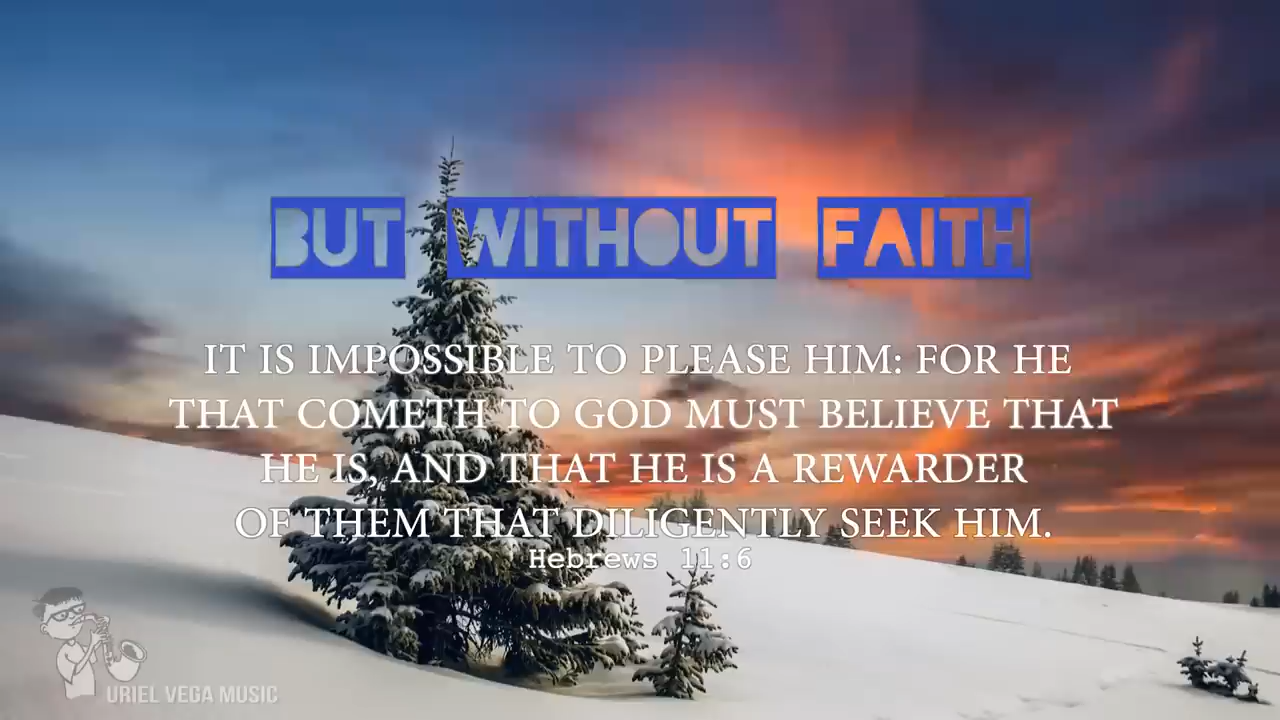 BUT WITHOUT FAITH
IT IS IMPOSSIBLE TO PLEASE HIM: FOR HE
THAT COMETH TO GOD MUST BELIEVE THAT
HE IS, AND THAT HE IS A REWARDER
OF THEM THAT DILIGENTLY SEEK HIM.
Hebrews 11:6
URIEL VEGA MUSIC